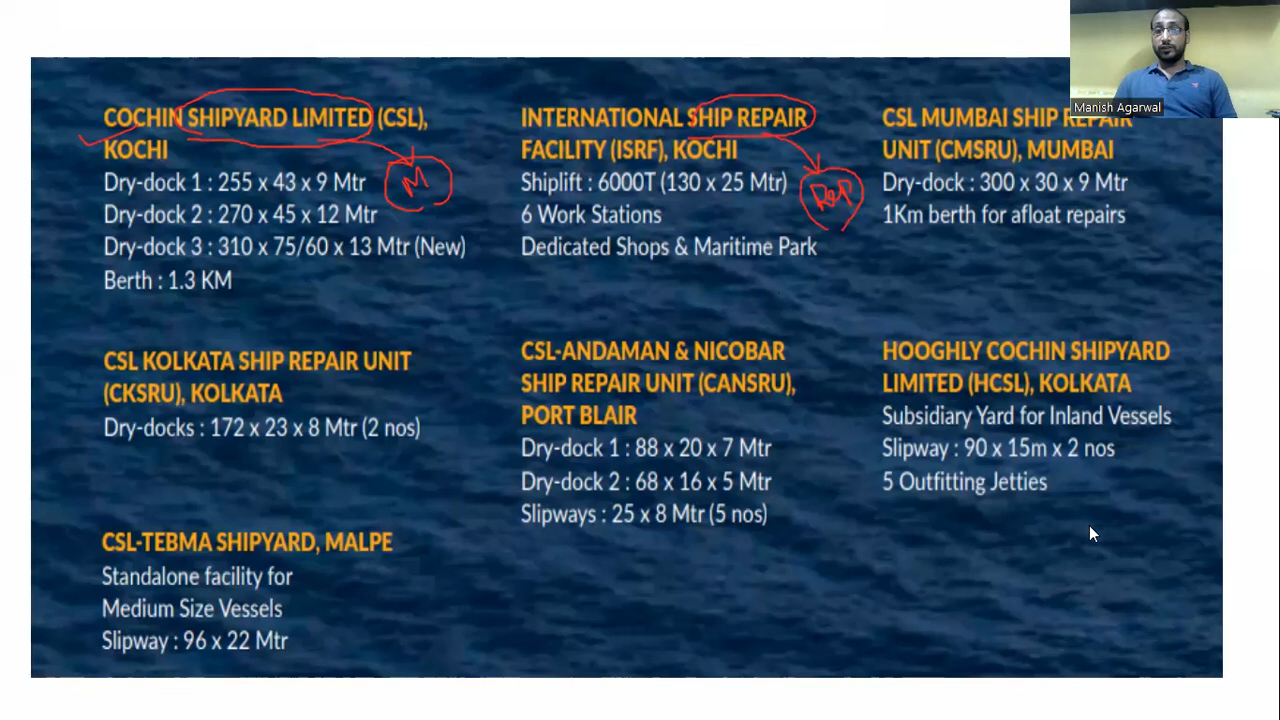 Manish Agarwal
COCHIN SHIPYARD LIMITED (CSL),
KOCHI
Dry-dock 1 : 255 x 43 x 9 Mtr
Dry-dock 2 : 270 x 45 x 12 Mtr
Dry-dock 3 : 310 x 75/60 x 13 Mtr (New)
Berth : 1.3 KM
M
INTERNATIONAL SHIP REPAIR
FACILITY (ISRF), KOCHI
Shiplift : 6000T (130 x 25 Mtr)
6 Work Stations
Dedicated Shops & Maritime Park
Rep
CSL MUMBAI SHIP REPAIR
UNIT (CMSRU), MUMBAI
Dry-dock : 300 x 30 x 9 Mtr
1Km berth for afloat repairs
CSL KOLKATA SHIP REPAIR UNIT
(CKSRU), KOLKATA
Dry-docks : 172 x 23 x 8 Mtr (2 nos)
CSL-ANDAMAN & NICOBAR
SHIP REPAIR UNIT (CANSRU),
PORT BLAIR
Dry-dock 1 : 88 x 20 x 7 Mtr
Dry-dock 2 : 68 x 16 x 5 Mtr
Slipways : 25 x 8 Mtr (5 nos)
HOOGHLY COCHIN SHIPYARD
LIMITED (HCSL), KOLKATA
Subsidiary Yard for Inland Vessels
Slipway : 90 x 15m x 2 nos
5 Outfitting Jetties
CSL-TEBMA SHIPYARD, MALPE
Standalone facility for
Medium Size Vessels
Slipway : 96 x 22 Mtr